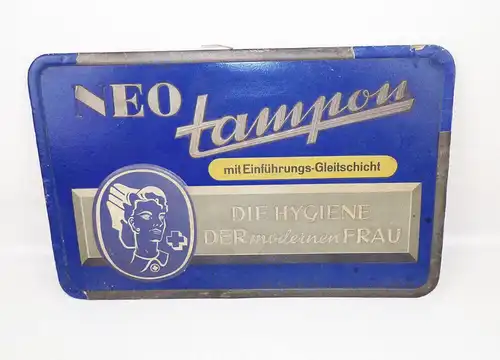 NEO
tampon
mit Einführungs-Gleitschicht
DIE HYGIENE
DER modernen FRAU